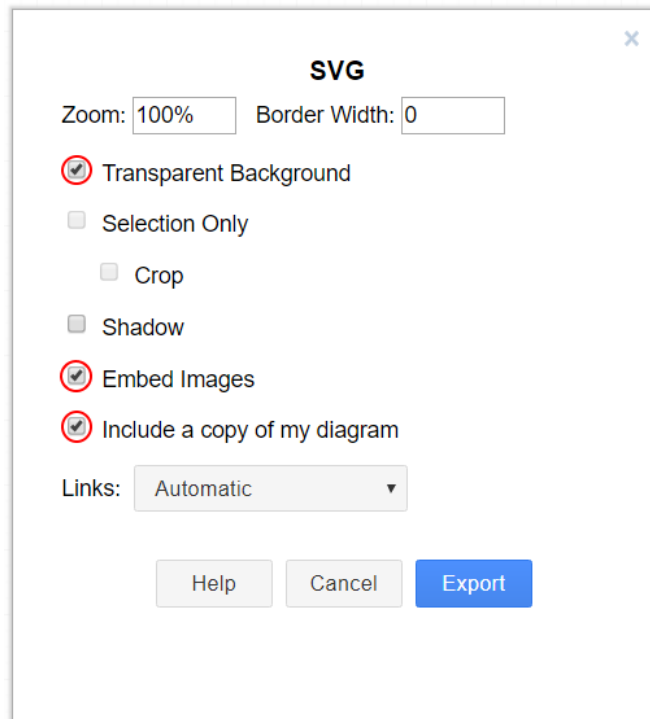 SVG
Zoom: 100% Border Width: 0
Transparent Background
Selection Only
Crop
Shadow
Embed Images
Include a copy of my diagram
Links: Automatic
Help Cancel Export